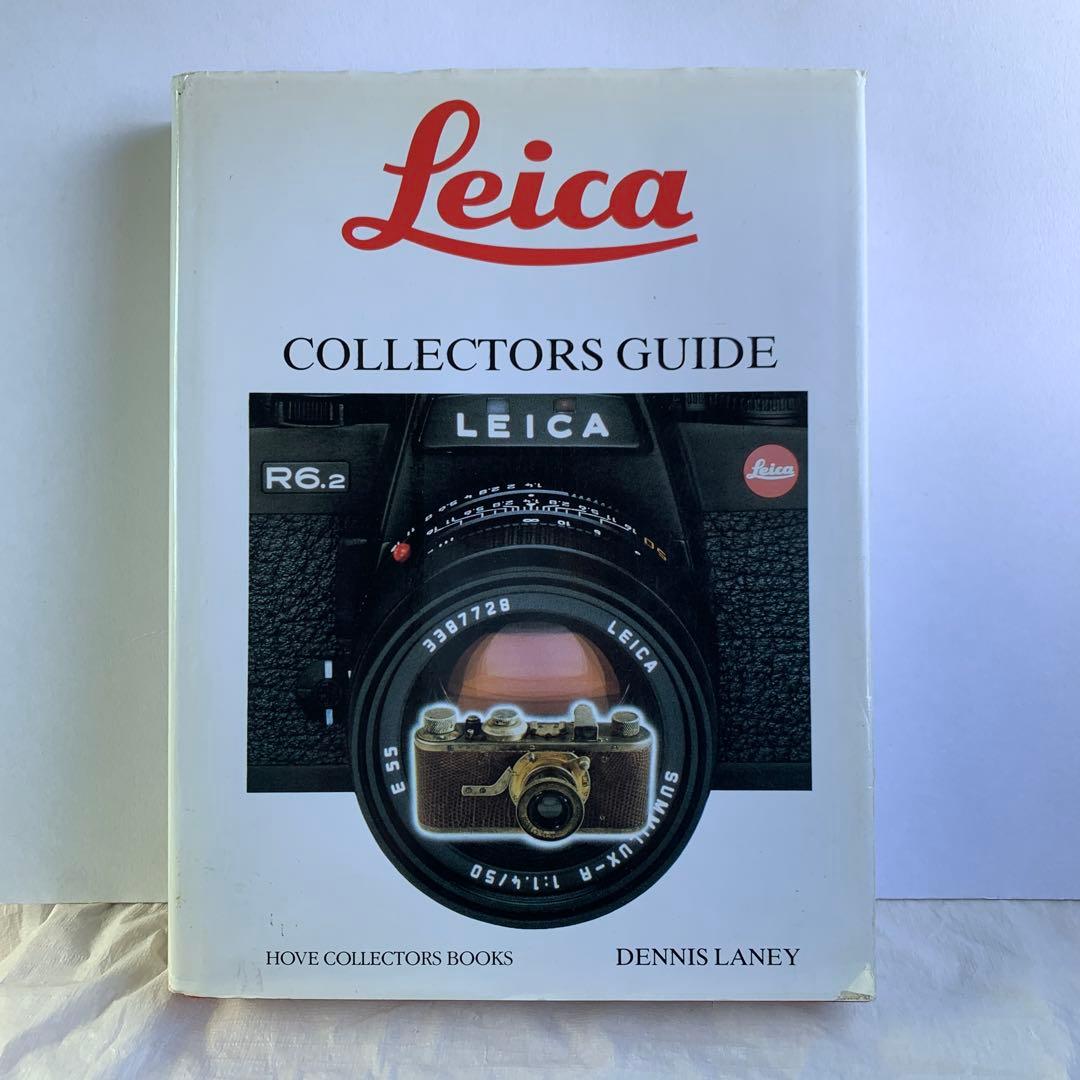 Leica
COLLECTORS GUIDE
LEICA
R6.2
Leica
3387728
LEICA
E55
SUMMILUX-R 1:1.4/50
HOVE COLLECTORS BOOKS
DENNIS LANEY